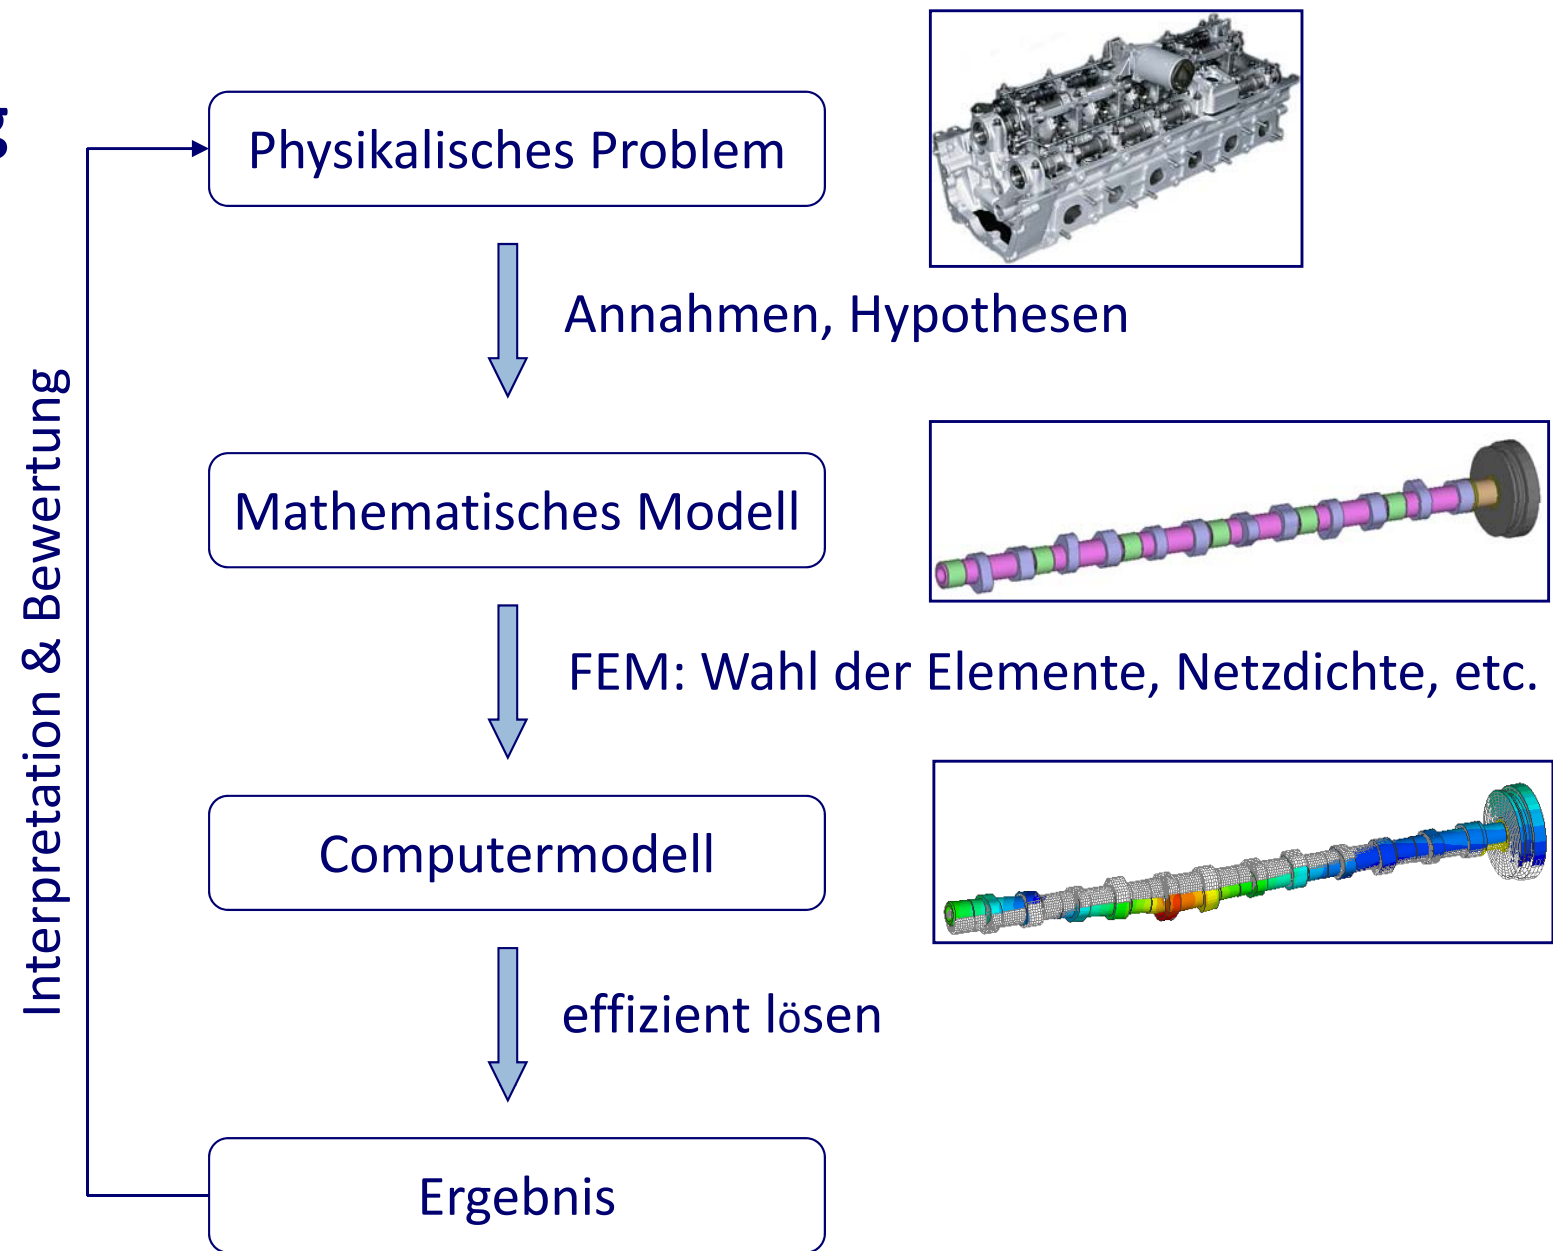 g
Physikalisches Problem
Annahmen, Hypothesen
Mathematisches Modell
FEM: Wahl der Elemente, Netzdichte, etc.
Computermodell
effizient lösen
Ergebnis
Interpretation & Bewertung